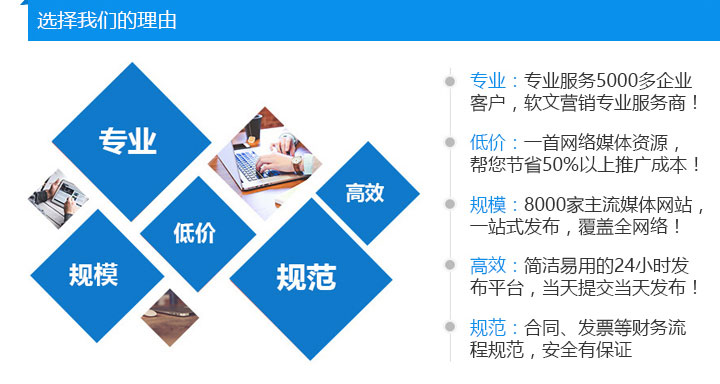 选择我们的理由
专业
高效
低价
规模
规范
专业：专业服务5000多企业
客户，软文营销专业服务商！
低价：一首网络媒体资源，
帮您节省50%以上推广成本！
规模：8000家主流媒体网站，
一站式发布，覆盖全网络！
高效：简洁易用的24小时发
布平台，当天提交当天发布！
规范：合同、发票等财务流
程规范，安全有保证